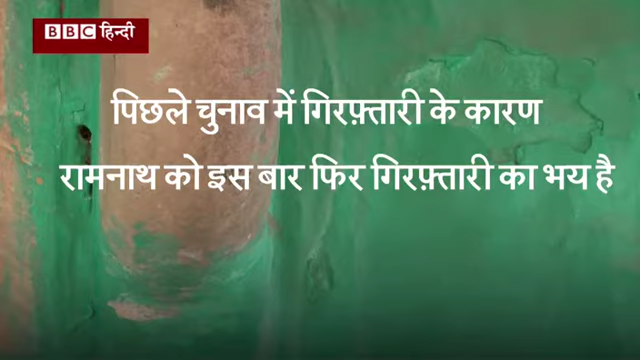 BBC हिन्दी
पिछले चुनाव में गिरफ़्तारी के कारण
रामनाथ को इस बार फिर गिरफ़्तारी का भय है